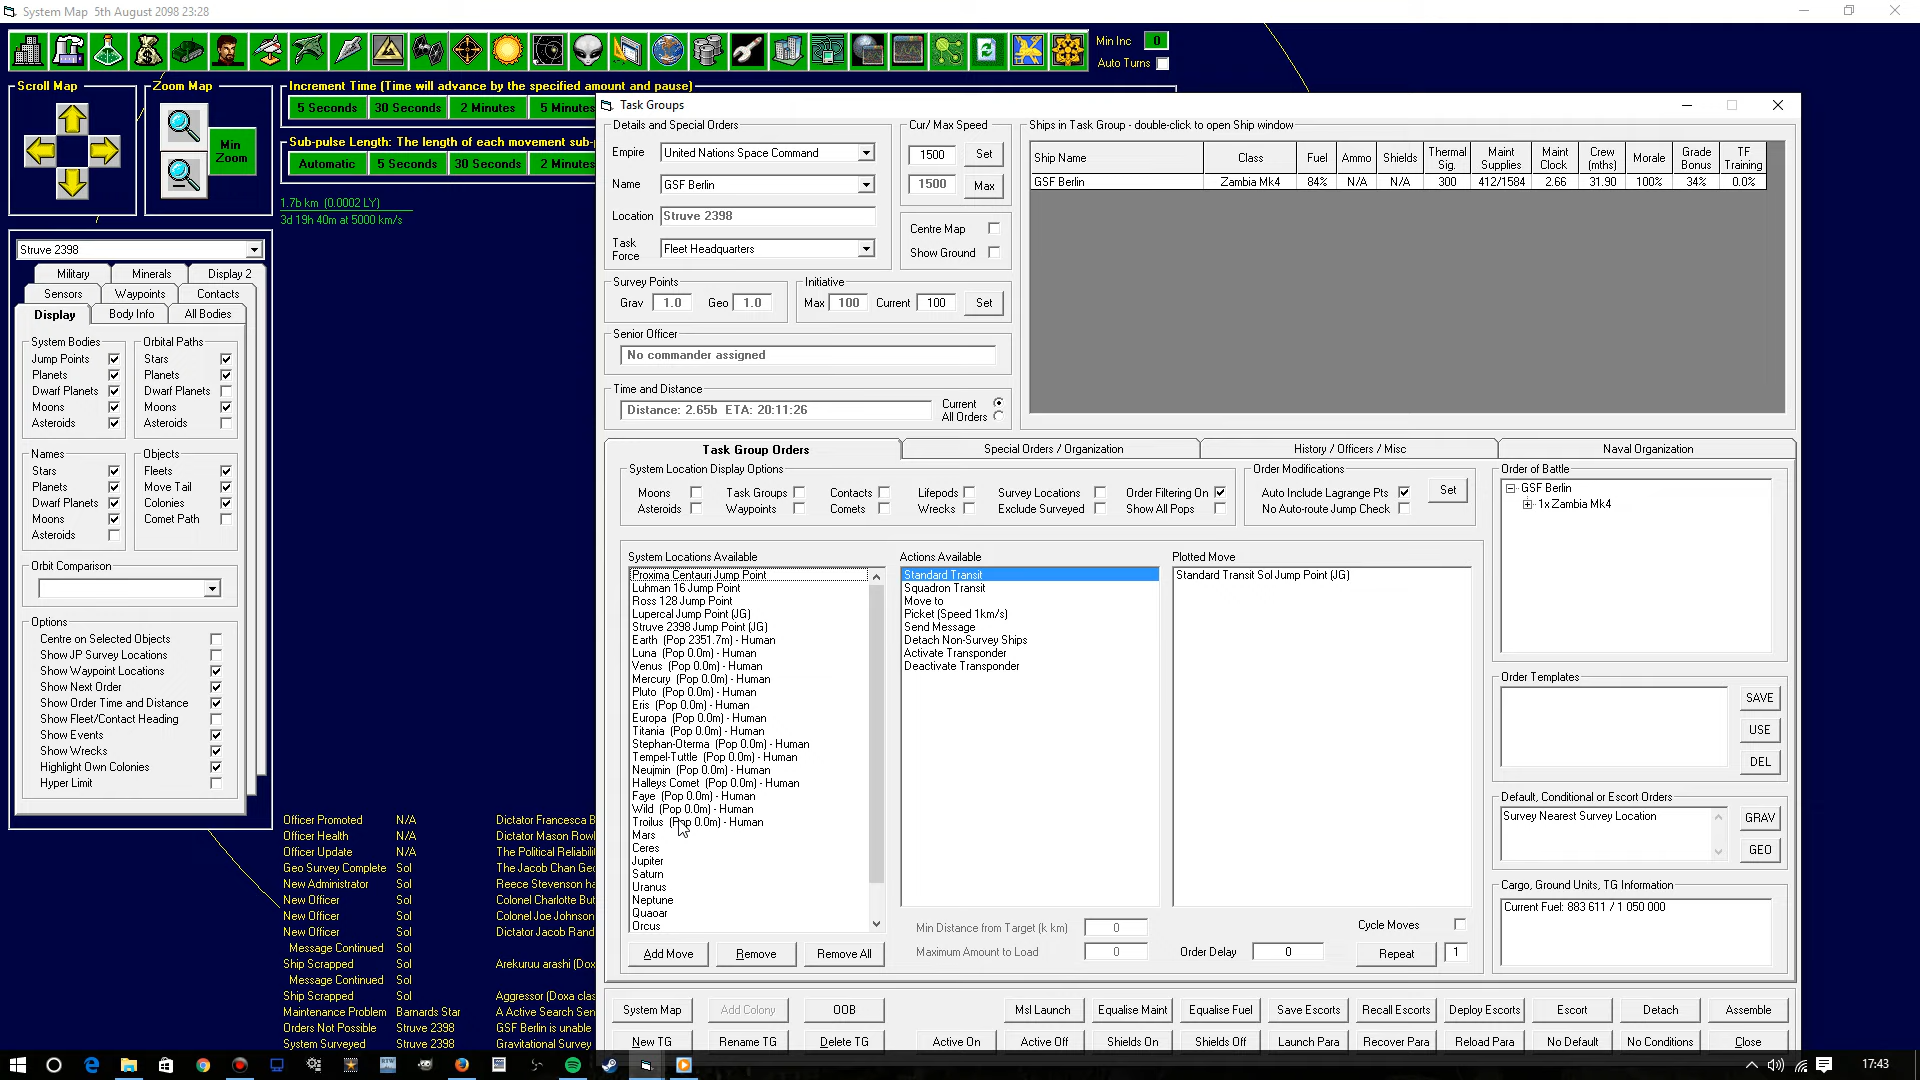 System Map 5th August 2098 23:28
Min Inc 0
Auto Turns
Scroll Map
Zoom Map
Min Zoom
Increment Time (Time will advance by the specified amount and pause)
5 Seconds 30 Seconds 2 Minutes 5 Minutes
Sub-pulse Length: The length of each movement sub-p
Automatic 5 Seconds 30 Seconds 2 Minutes
1.7b km (0.0002 LY)
3d 19h 40m at 5000 km/s
Struve 2398
Military Minerals Display 2
Sensors Waypoints Contacts
Display Body Info All Bodies
System Bodies
Jump Points
Planets
Dwarf Planets
Moons
Asteroids
Orbital Paths
Stars
Planets
Dwarf Planets
Moons
Asteroids
Names
Stars
Planets
Dwarf Planets
Moons
Asteroids
Objects
Fleets
Move Tail
Colonies
Comet Path
Orbit Comparison
Options
Centre on Selected Objects
Show JP Survey Locations
Show Waypoint Locations
Show Next Order
Show Order Time and Distance
Show Fleet/Contact Heading
Show Events
Show Wrecks
Highlight Own Colonies
Hyper Limit
Officer Promoted N/A Dictator Francesca B
Officer Health N/A Dictator Mason Rowl
Officer Update N/A The Political Reliabilit
Geo Survey Complete Sol The Jacob Chan Geo
New Administrator Sol Reece Stevenson ha
New Officer Sol Colonel Charlotte But
New Officer Sol Colonel Joe Johnson
New Officer Sol Dictator Jacob Rand
Message Continued Sol
Ship Scrapped Sol Arekuruu arashi (Dox
Message Continued Sol
Ship Scrapped Sol Aggressor (Doxa clas
Maintenance Problem Barnards Star A Active Search Sen
Orders Not Possible Struve 2398 GSF Berlin is unable
System Surveyed Struve 2398 Gravitational Survey
Task Groups
Details and Special Orders
Empire United Nations Space Command
Name GSF Berlin
Location Struve 2398
Task Force Fleet Headquarters
Cur/ Max Speed
1500 Set
1500 Max
Centre Map
Show Ground
Survey Points
Grav 1.0 Geo 1.0
Initiative
Max 100 Current 100 Set
Senior Officer
No commander assigned
Time and Distance
Distance: 2.65b ETA: 20:11:26
Current
All Orders
Ships in Task Group - double-click to open Ship window
Ship Name Class Fuel Ammo Shields Thermal Sig. Maint Supplies Maint Clock Crew (mths) Morale Grade Bonus TF Training
GSF Berlin Zambia Mk4 84% N/A N/A 300 412/1584 2.66 31.90 100% 34% 0.0%
Task Group Orders Special Orders / Organization History / Officers / Misc Naval Organization
System Location Display Options
Moons Task Groups Contacts Lifepods Survey Locations Order Filtering On
Asteroids Waypoints Comets Wrecks Exclude Surveyed Show All Pops
Order Modifications
Auto Include Lagrange Pts Set
No Auto-route Jump Check
System Locations Available
Proxima Centauri Jump Point
Luhman 16 Jump Point
Ross 128 Jump Point
Lupercal Jump Point (JG)
Struve 2398 Jump Point (JG)
Earth (Pop 2351.7m) - Human
Luna (Pop 0.0m) - Human
Venus (Pop 0.0m) - Human
Mercury (Pop 0.0m) - Human
Pluto (Pop 0.0m) - Human
Eris (Pop 0.0m) - Human
Europa (Pop 0.0m) - Human
Titania (Pop 0.0m) - Human
Stephan-Oterma (Pop 0.0m) - Human
Tempel-Tuttle (Pop 0.0m) - Human
Neujmin (Pop 0.0m) - Human
Halleys Comet (Pop 0.0m) - Human
Faye (Pop 0.0m) - Human
Wild (Pop 0.0m) - Human
Troilus (Pop 0.0m) - Human
Mars
Ceres
Jupiter
Saturn
Uranus
Neptune
Quaoar
Orcus
Add Move Remove Remove All
Actions Available
Standard Transit
Squadron Transit
Move to
Picket (Speed 1km/s)
Send Message
Detach Non-Survey Ships
Activate Transponder
Deactivate Transponder
Min Distance from Target (k km) 0
Maximum Amount to Load 0
Plotted Move
Standard Transit Sol Jump Point (JG)
Cycle Moves
Order Delay 0 Repeat 1
Order of Battle
GSF Berlin
1x Zambia Mk4
Order Templates
SAVE
USE
DEL
Default, Conditional or Escort Orders
Survey Nearest Survey Location
GRAV
GEO
Cargo, Ground Units, TG Information
Current Fuel: 883 611 / 1 050 000
System Map Add Colony OOB Msl Launch Equalise Maint Equalise Fuel Save Escorts Recall Escorts Deploy Escorts Escort Detach Assemble
New TG Rename TG Delete TG Active On Active Off Shields On Shields Off Launch Para Recover Para Reload Para No Default No Conditions Close
17:43